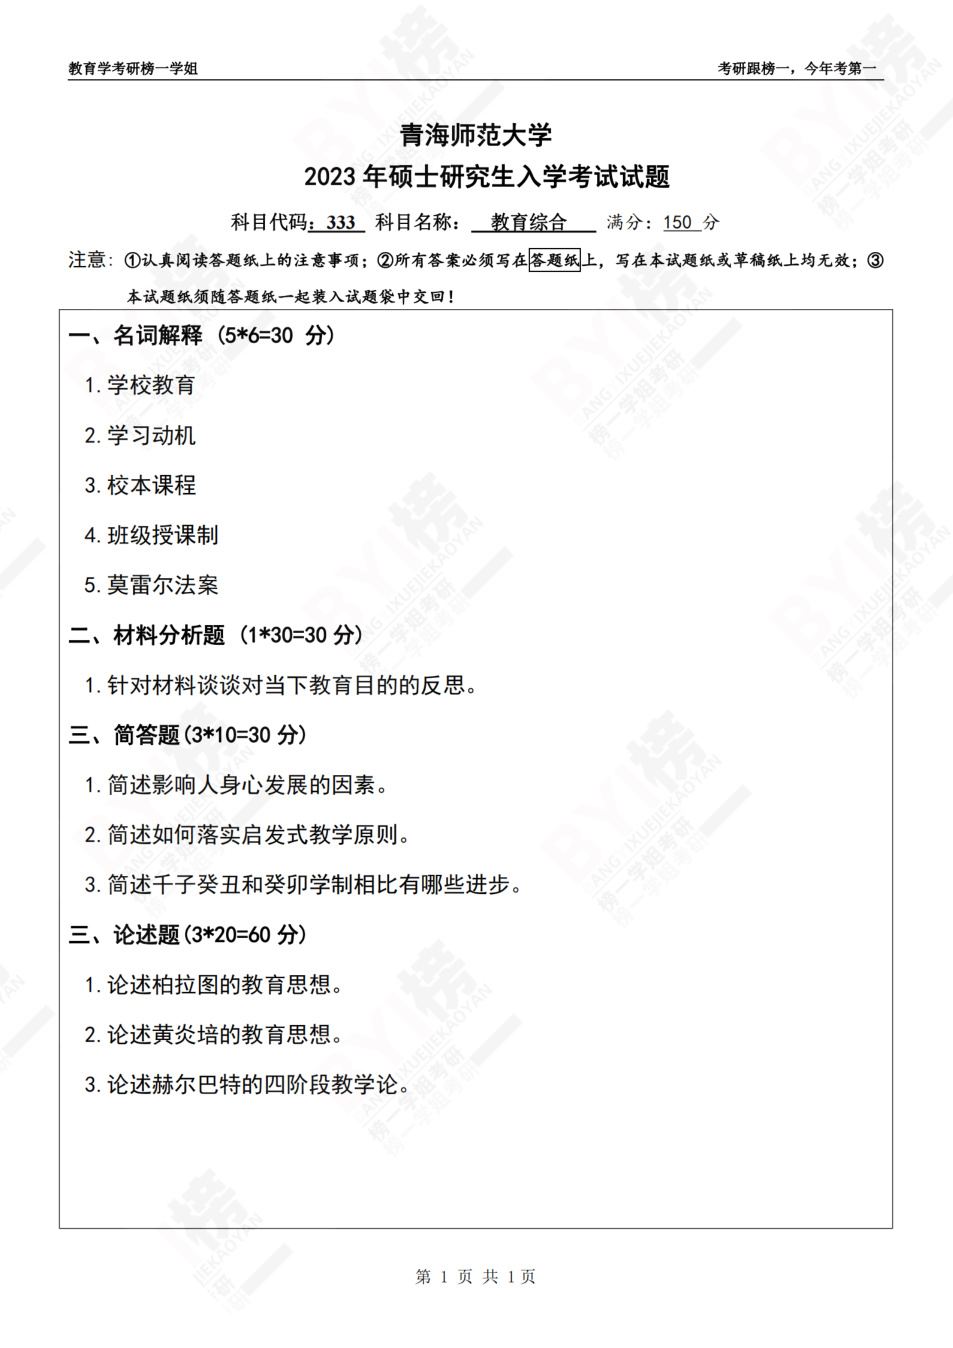 教育学考研榜一学姐 考研跟榜一，今年考第一
青海师范大学
2023 年硕士研究生入学考试试题
科目代码：333 科目名称： 教育综合 满分：150 分
注意：①认真阅读答题纸上的注意事项；②所有答案必须写在答题纸上，写在本试题纸或草稿纸上均无效；③
本试题纸须随答题纸一起装入试题袋中交回！
一、名词解释 (5*6=30 分)
1.学校教育
2.学习动机
3.校本课程
4.班级授课制
5.莫雷尔法案
二、材料分析题 (1*30=30 分)
1.针对材料谈谈对当下教育目的的反思。
三、简答题(3*10=30 分)
1.简述影响人身心发展的因素。
2.简述如何落实启发式教学原则。
3.简述千子癸丑和癸卯学制相比有哪些进步。
三、论述题(3*20=60 分)
1.论述柏拉图的教育思想。
2.论述黄炎培的教育思想。
3.论述赫尔巴特的四阶段教学论。
第 1 页 共 1 页